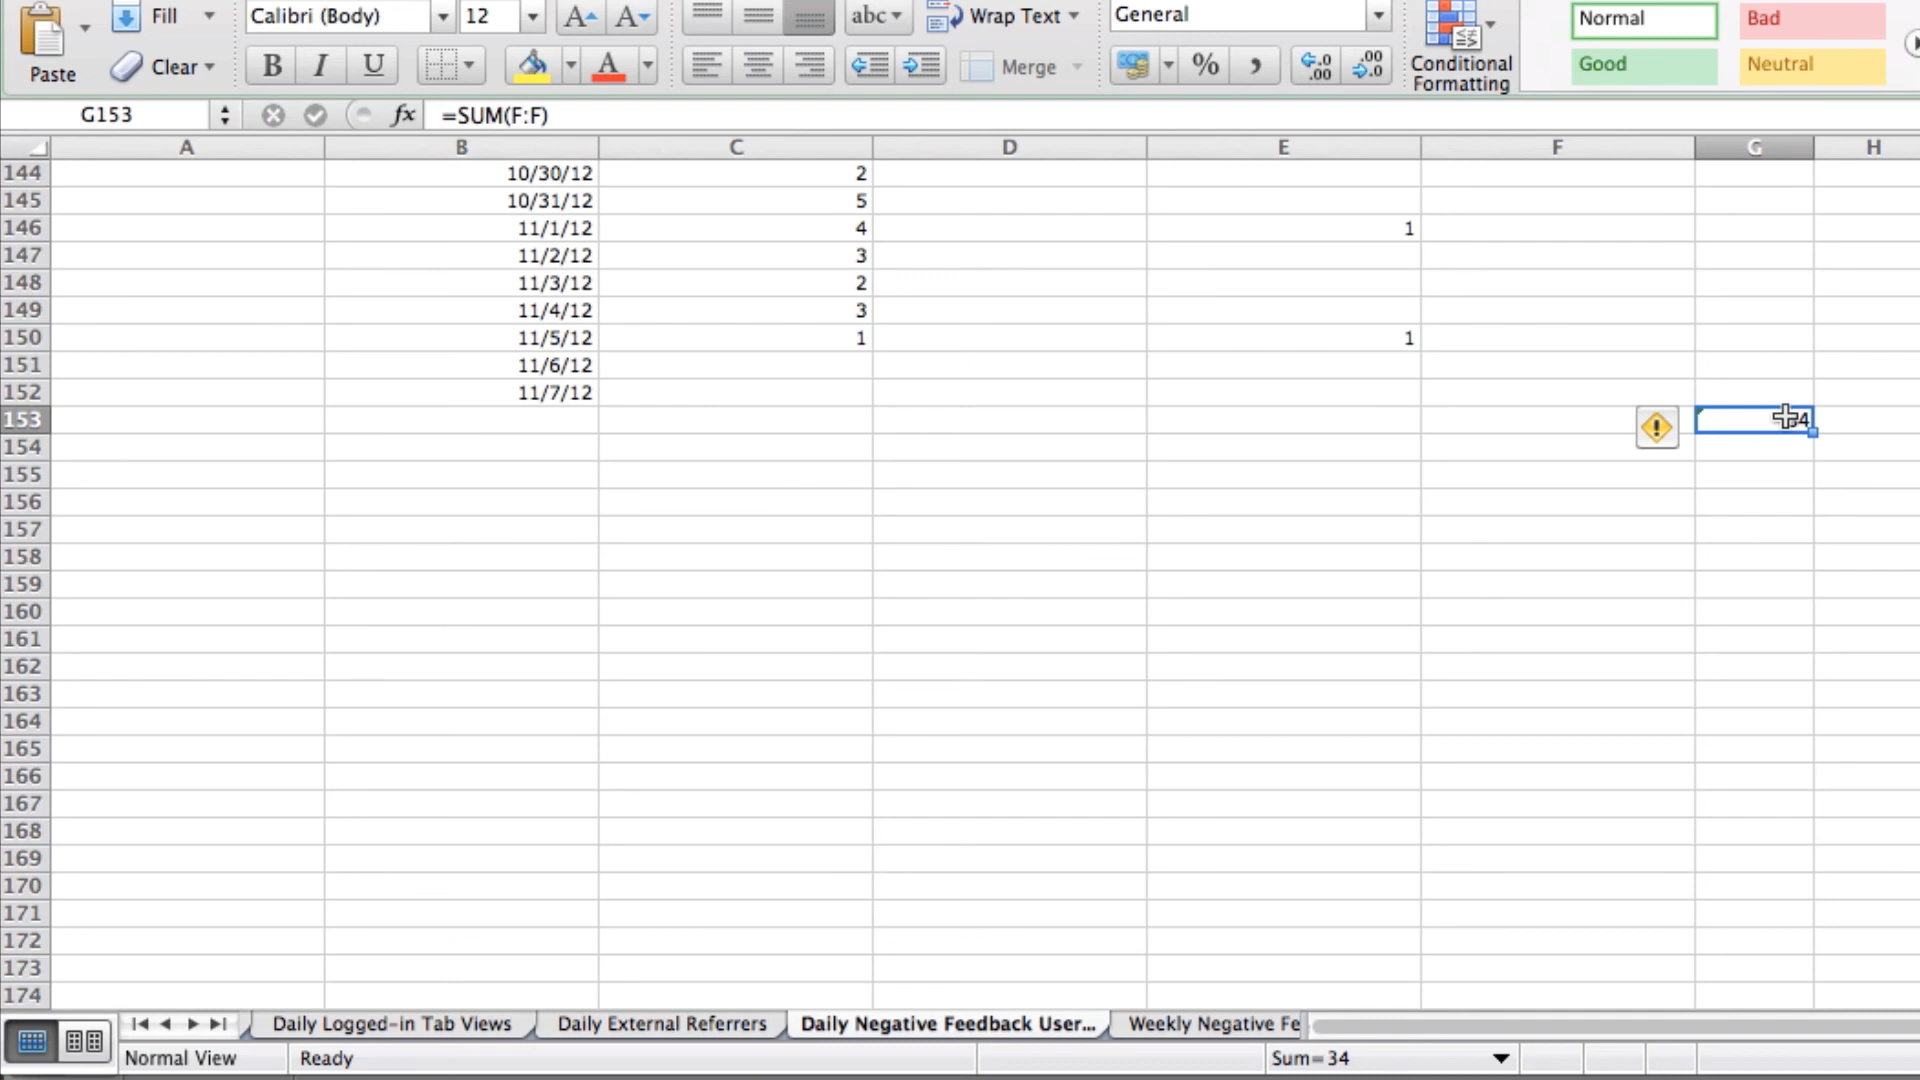 Fill Calibri (Body) 12 A A abc Wrap Text General Normal Bad
Paste Clear B I U A Merge % , .0 .00 .00 .0 Conditional Formatting Good Neutral
G153 fx =SUM(F:F)
A B C D E F G H
144 10/30/12 2
145 10/31/12 5
146 11/1/12 4 1
147 11/2/12 3
148 11/3/12 2
149 11/4/12 3
150 11/5/12 1 1
151 11/6/12
152 11/7/12
153
154
155
156
157
158
159
160
161
162
163
164
165
166
167
168
169
170
171
172
173
174
Daily Logged-in Tab Views Daily External Referrers Daily Negative Feedback User... Weekly Negative Fe
Normal View Ready Sum=34